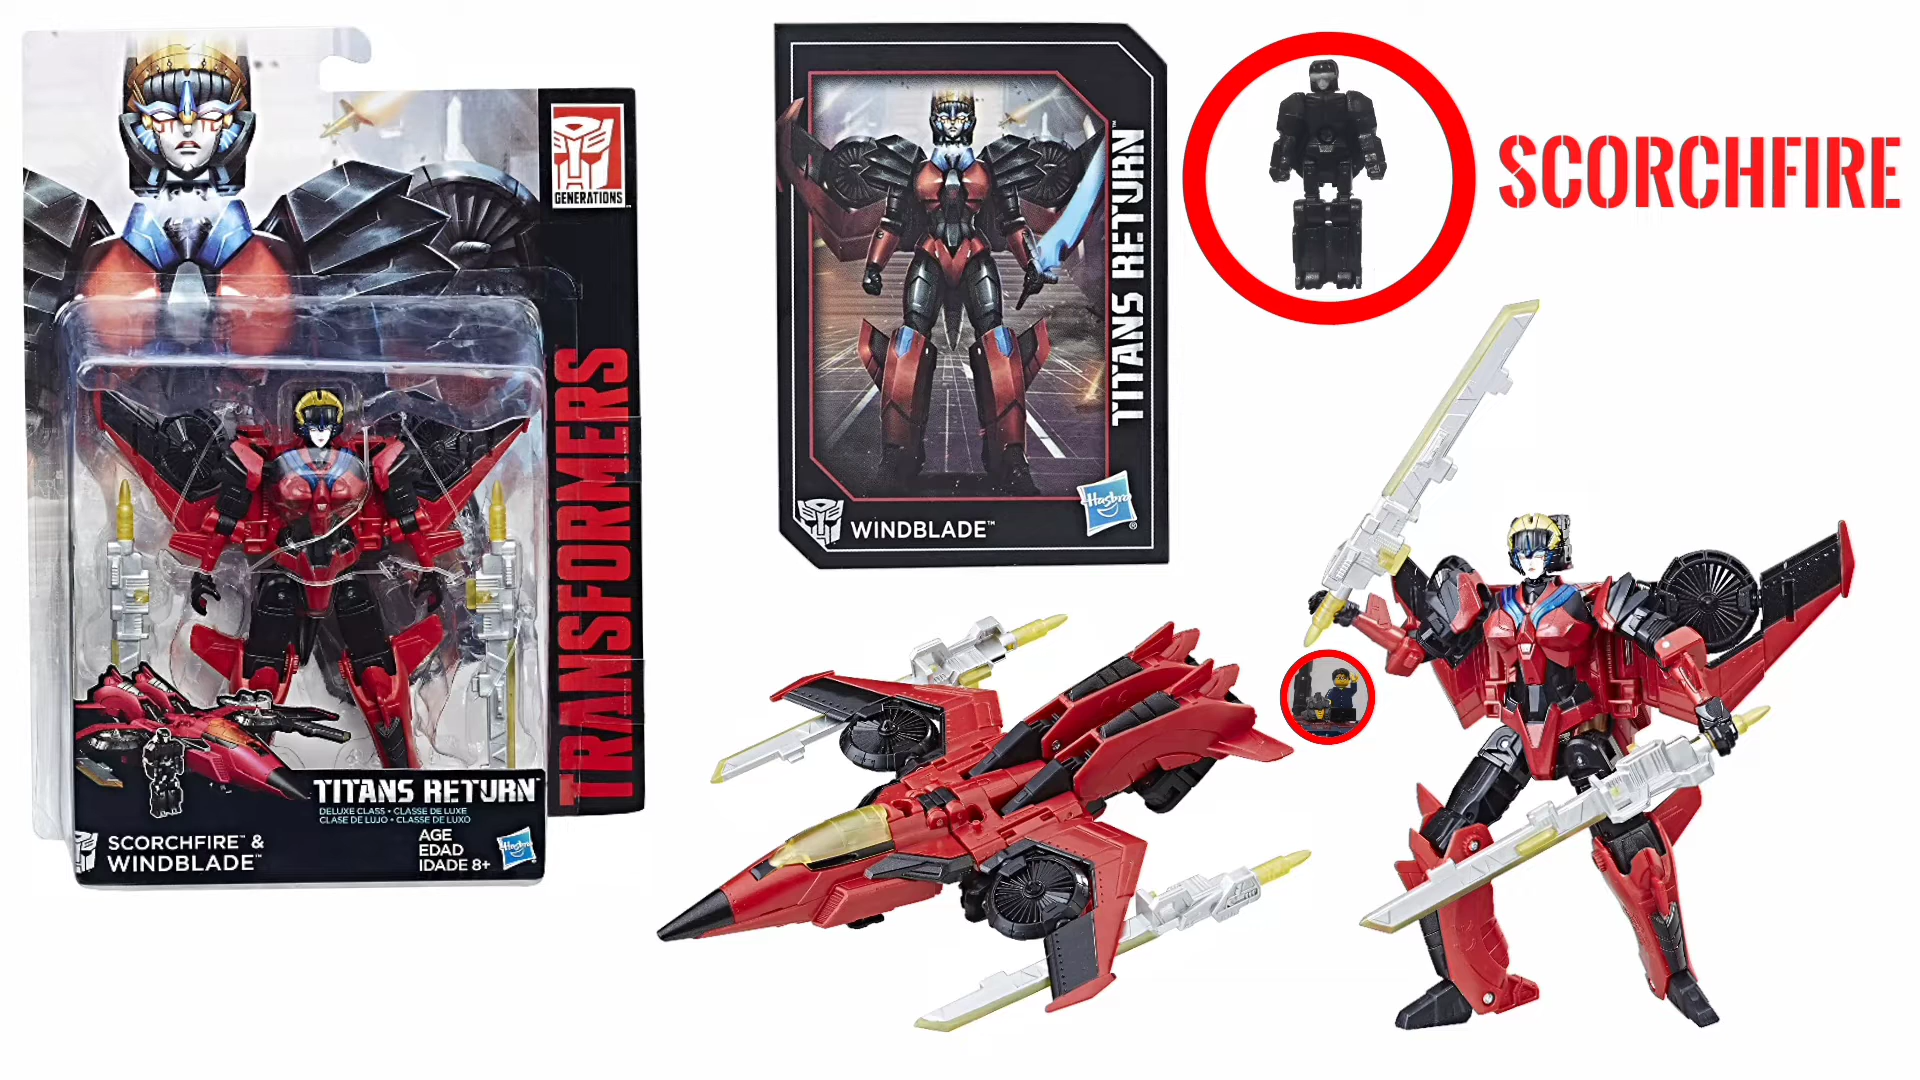 GENERATIONS
TRANSFORMERS
TITANS RETURN™
DELUXE CLASS • CLASSE DE LUXE
CLASE DE LUJO • CLASSE DE LUXO
SCORCHFIRE™ &
WINDBLADE™
AGE
EDAD
IDADE 8+
Hasbro
TITANS RETURN™
WINDBLADE™
Hasbro
®
SCORCHFIRE